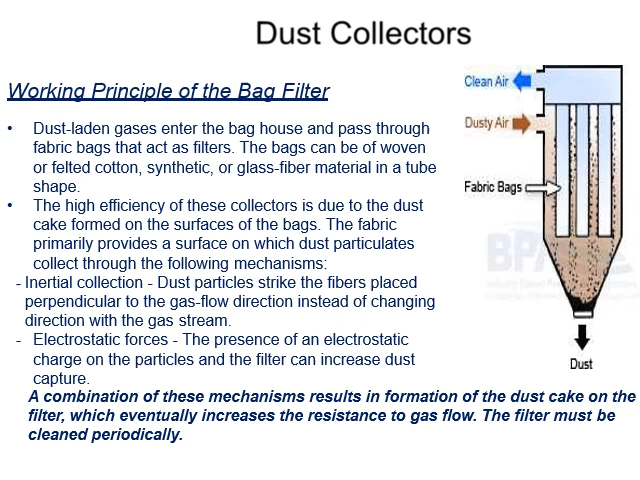 Dust Collectors
Working Principle of the Bag Filter
• Dust-laden gases enter the bag house and pass through
fabric bags that act as filters. The bags can be of woven
or felted cotton, synthetic, or glass-fiber material in a tube
shape.
• The high efficiency of these collectors is due to the dust
cake formed on the surfaces of the bags. The fabric
primarily provides a surface on which dust particulates
collect through the following mechanisms:
- Inertial collection - Dust particles strike the fibers placed
perpendicular to the gas-flow direction instead of changing
direction with the gas stream.
- Electrostatic forces - The presence of an electrostatic
charge on the particles and the filter can increase dust
capture.
A combination of these mechanisms results in formation of the dust cake on the
filter, which eventually increases the resistance to gas flow. The filter must be
cleaned periodically.
Clean Air
Dusty Air
Fabric Bags
Dust